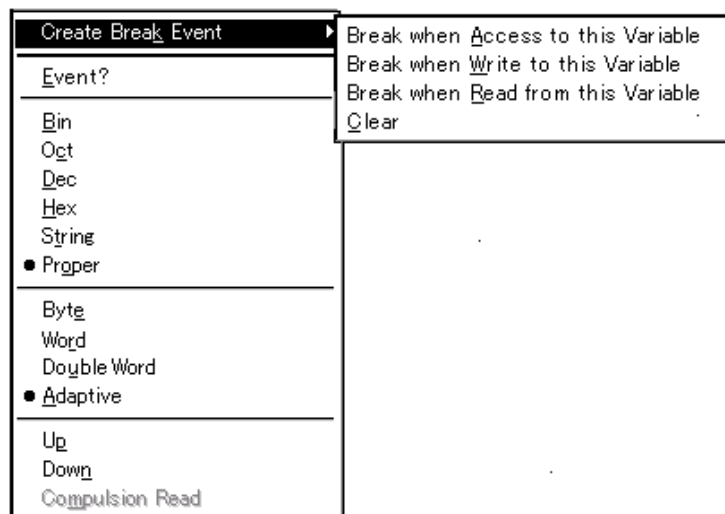 Create Break Event
Break when Access to this Variable
Break when Write to this Variable
Break when Read from this Variable
Clear
Event?
Bin
Oct
Dec
Hex
String
Proper
Byte
Word
Double Word
Adaptive
Up
Down
Compulsion Read